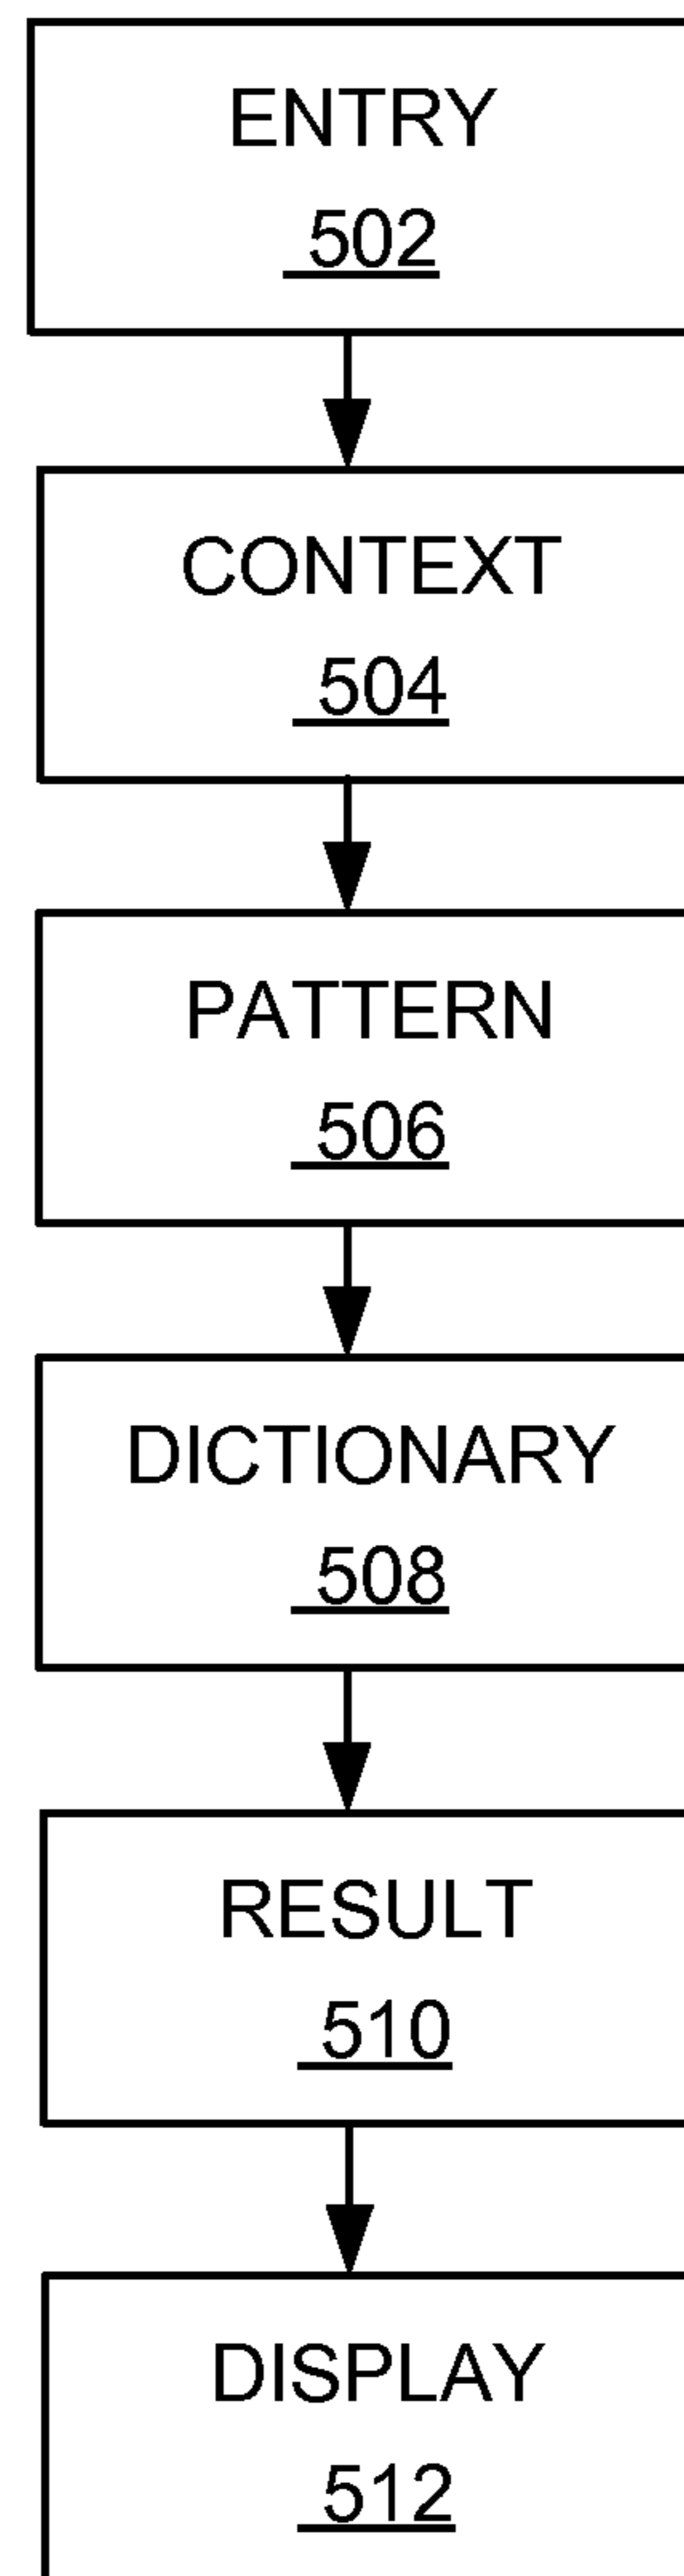 ENTRY
502
CONTEXT
504
PATTERN
506
DICTIONARY
508
RESULT
510
DISPLAY
512